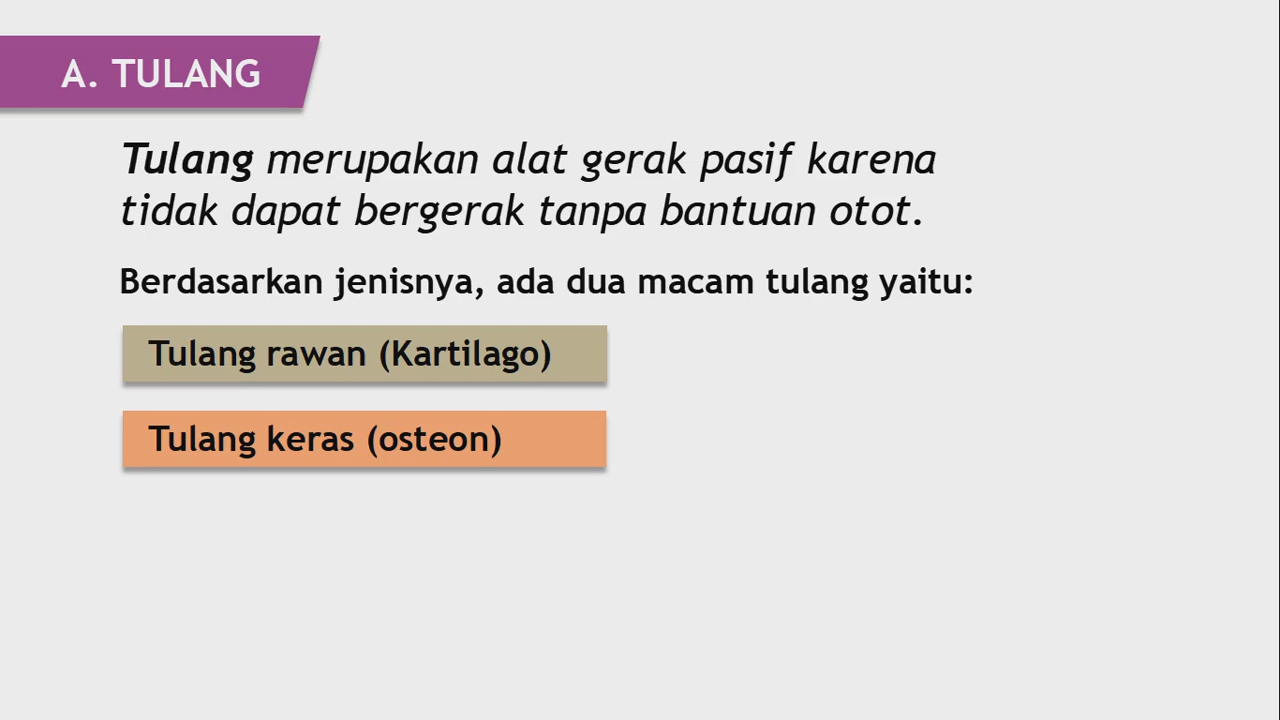 A. TULANG
Tulang merupakan alat gerak pasif karena
tidak dapat bergerak tanpa bantuan otot.
Berdasarkan jenisnya, ada dua macam tulang yaitu:
Tulang rawan (Kartilago)
Tulang keras (osteon)